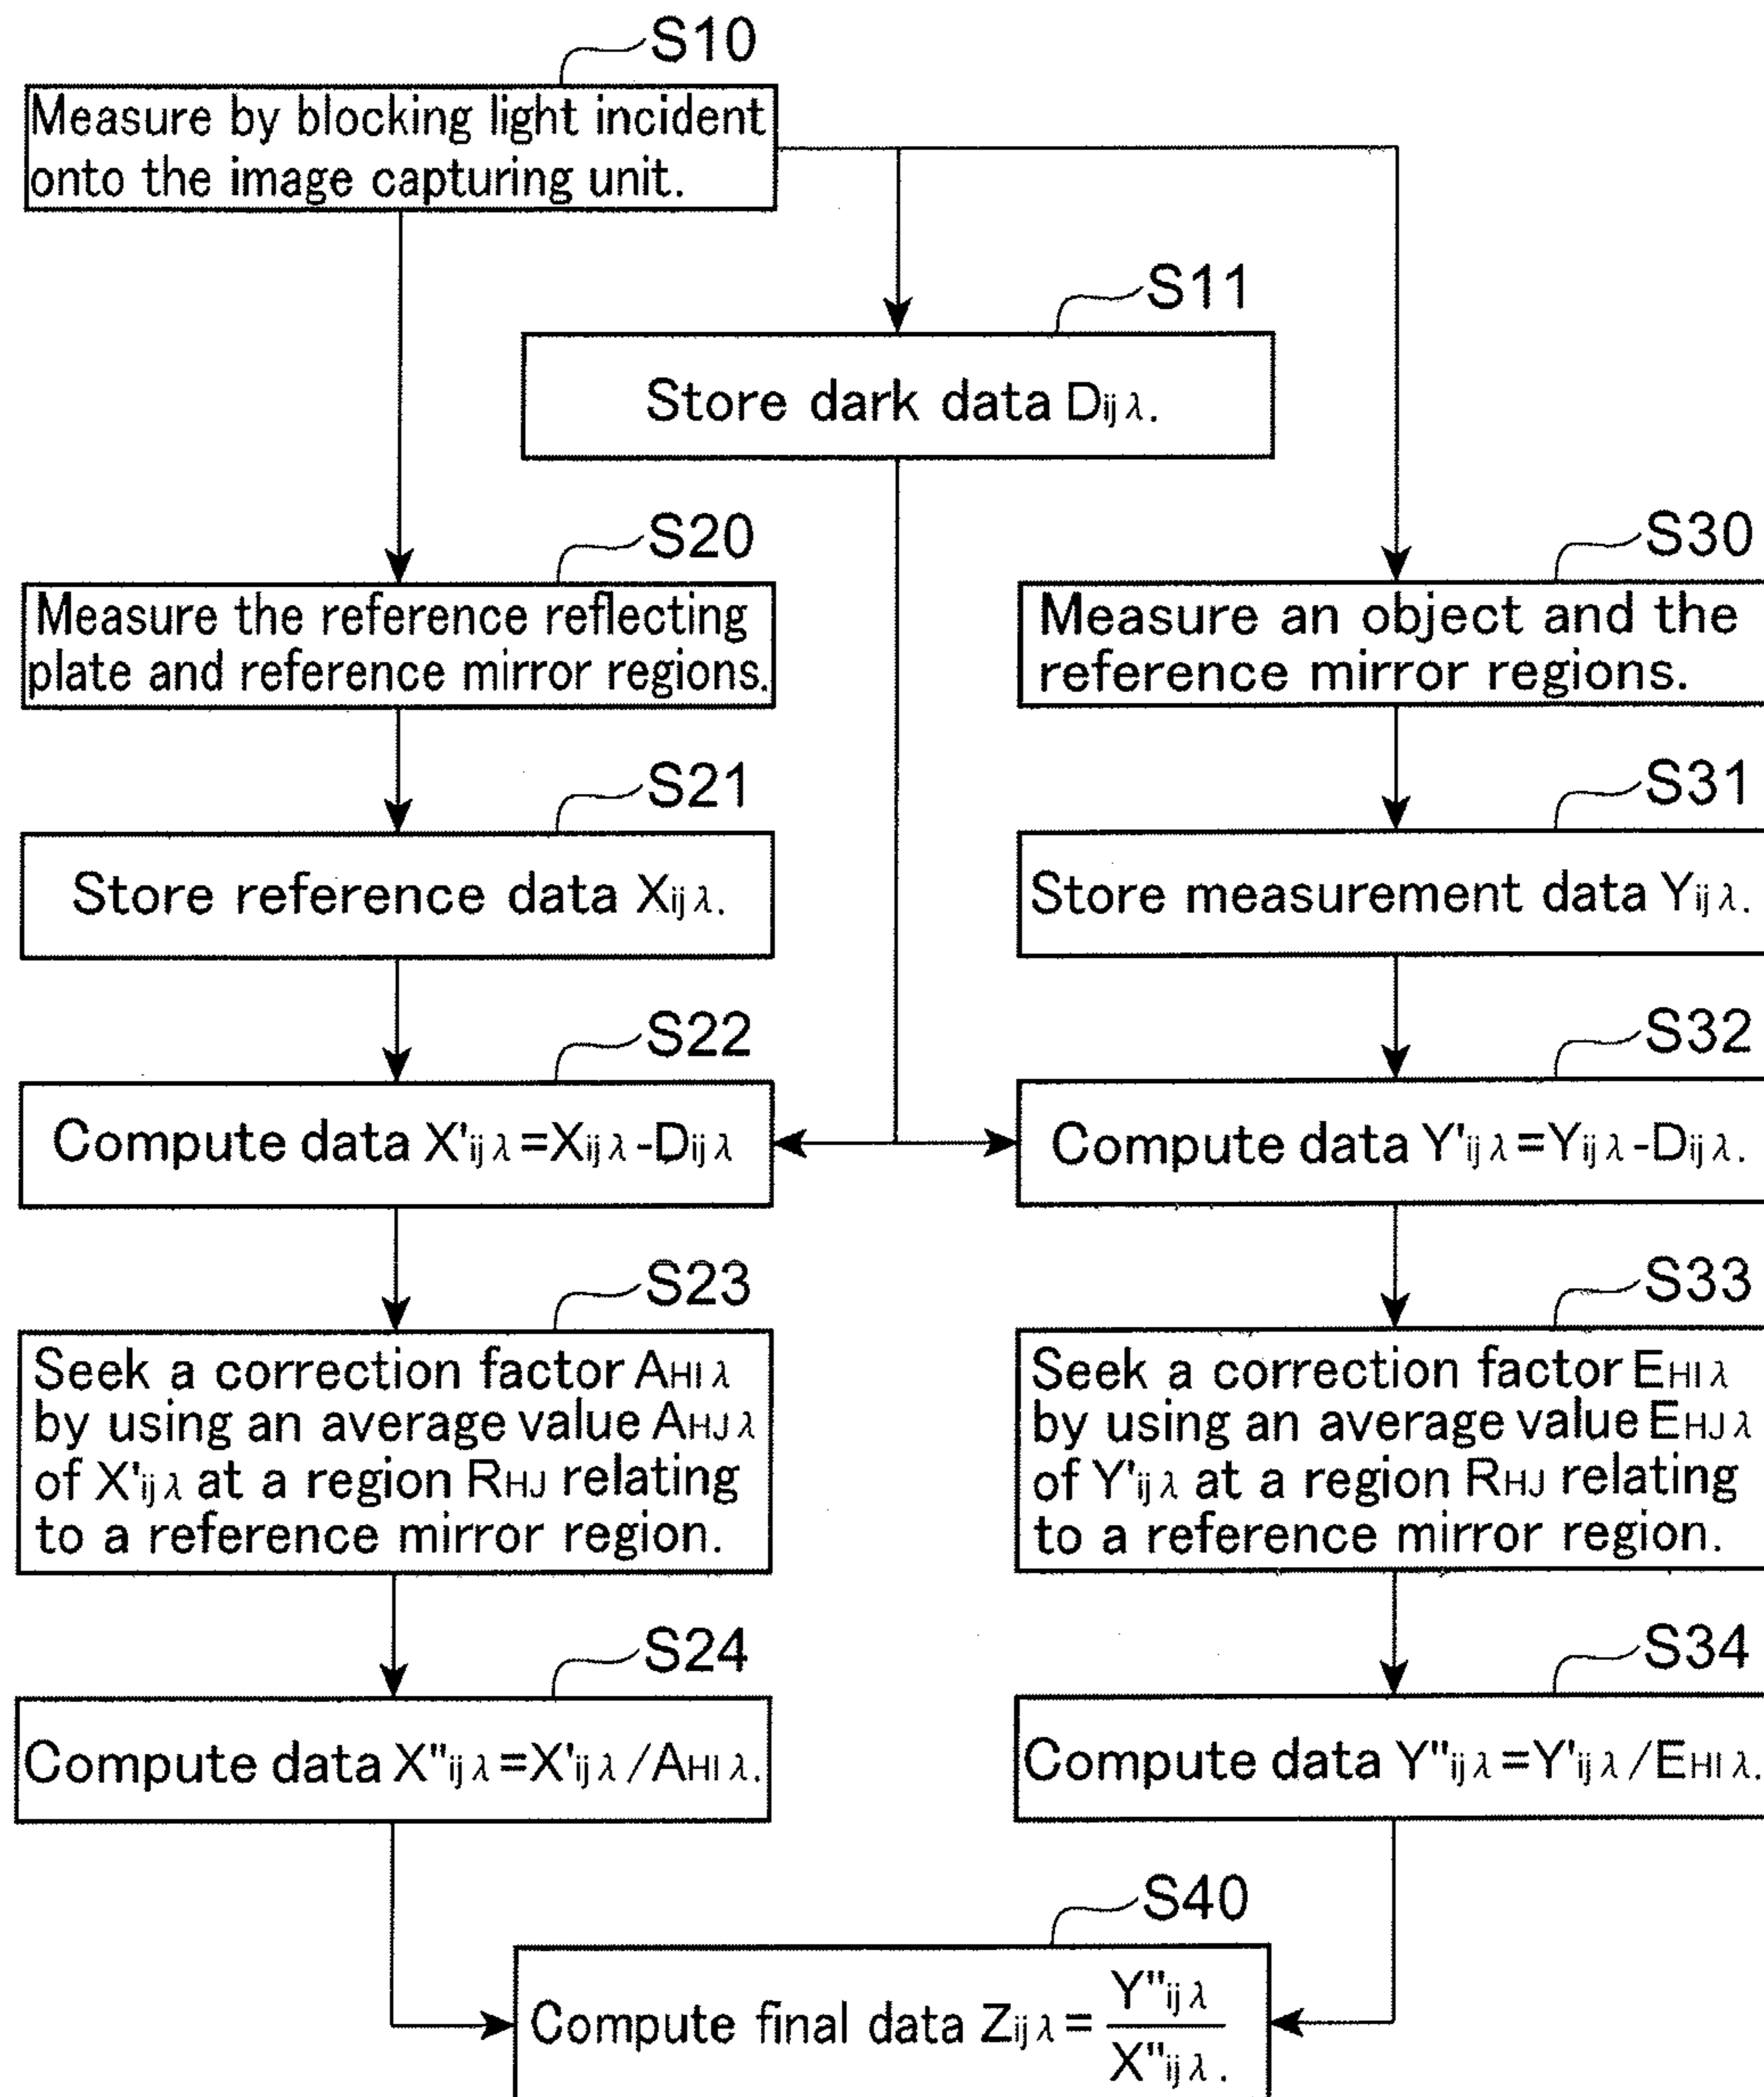 S10
Measure by blocking light incident
onto the image capturing unit.
S11
Store dark data Dijλ.
S20
Measure the reference reflecting
plate and reference mirror regions.
S30
Measure an object and the
reference mirror regions.
S21
Store reference data Xijλ.
S31
Store measurement data Yijλ.
S22
Compute data X'ijλ=Xijλ-Dijλ
S32
Compute data Y'ijλ=Yijλ-Dijλ.
S23
Seek a correction factor AHIλ
by using an average value AHJλ
of X'ijλ at a region RHJ relating
to a reference mirror region.
S33
Seek a correction factor EHIλ
by using an average value EHJλ
of Y'ijλ at a region RHJ relating
to a reference mirror region.
S24
Compute data X"ijλ=X'ijλ/AHIλ.
S34
Compute data Y"ijλ=Y'ijλ/EHIλ.
S40
Compute final data Zijλ=
Y"ijλ
X"ijλ.